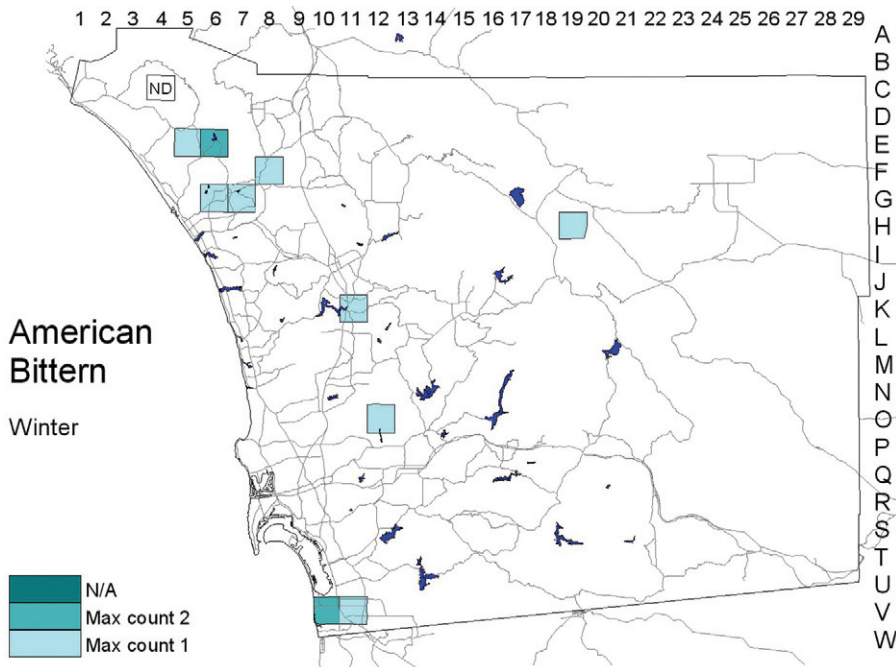 1 2 3 4 5 6 7 8 9 10 11 12 13 14 15 16 17 18 19 20 21 22 23 24 25 26 27 28 29
A
B
C
ND
D
E
F
G
H
I
J
K
American
L
Bittern
M
N
Winter
O
P
Q
R
S
T
N/A
U
Max count 2
V
Max count 1
W